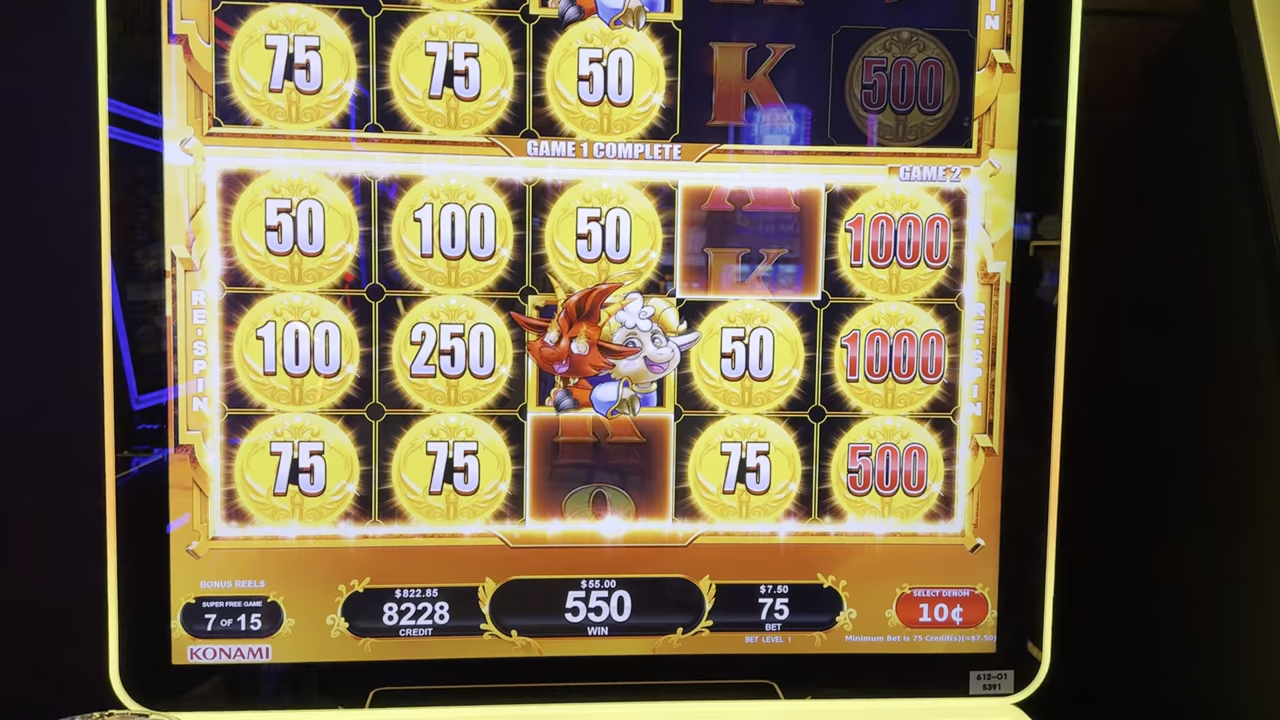 75 75 50 K 500
GAME 1 COMPLETE
GAME 2
50 100 50 K 1000
100 250 50 1000
75 75 75 500
RE-SPIN
RE-SPIN
BONUS REELS
SUPER FREE GAME
7 OF 15
$822.85
8228
CREDIT
$55.00
550
WIN
$7.50
75
BET
BET LEVEL 1
SELECT DENOM
10¢
Minimum Bet is 75 Credit(s)(=$7.50)
KONAMI
612-01
5391